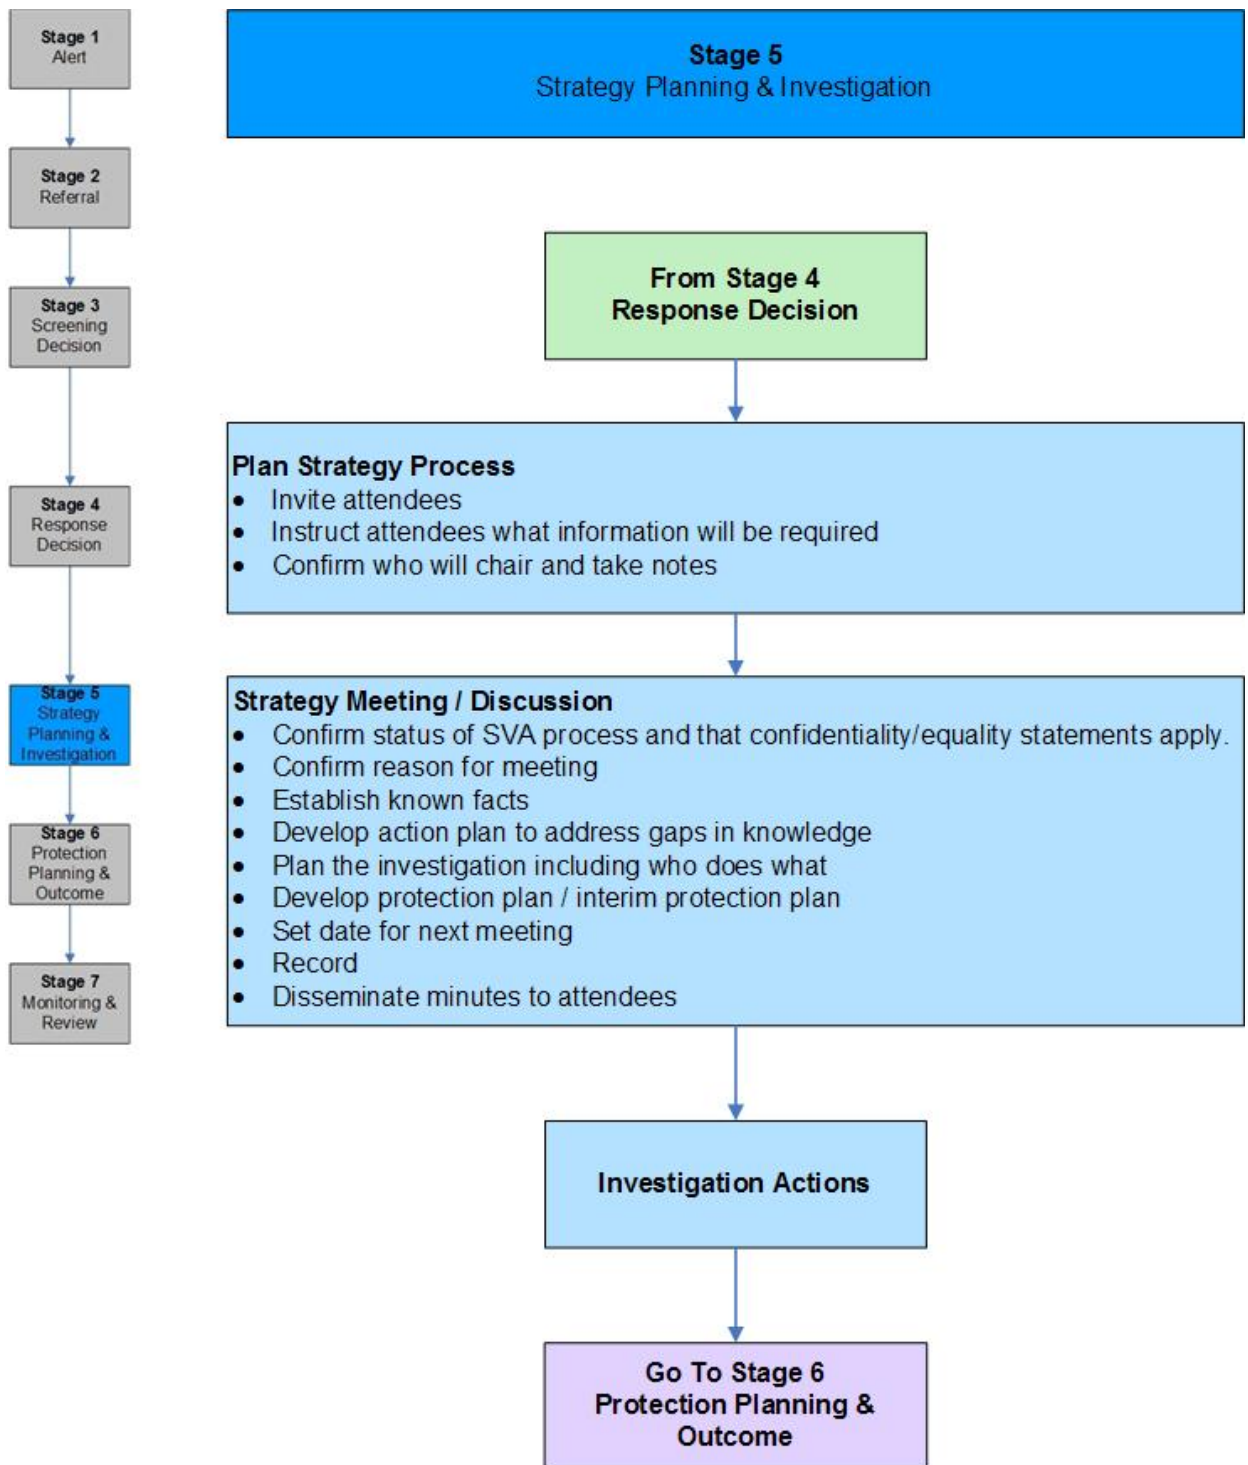 Stage 1
Alert
Stage 2
Referral
Stage 3
Screening
Decision
Stage 4
Response
Decision
Stage 5
Strategy
Planning &
Investigation
Stage 6
Protection
Planning &
Outcome
Stage 7
Monitoring &
Review
Stage 5
Strategy Planning & Investigation
From Stage 4
Response Decision
Plan Strategy Process
• Invite attendees
• Instruct attendees what information will be required
• Confirm who will chair and take notes
Strategy Meeting / Discussion
• Confirm status of SVA process and that confidentiality/equality statements apply.
• Confirm reason for meeting
• Establish known facts
• Develop action plan to address gaps in knowledge
• Plan the investigation including who does what
• Develop protection plan / interim protection plan
• Set date for next meeting
• Record
• Disseminate minutes to attendees
Investigation Actions
Go To Stage 6
Protection Planning &
Outcome